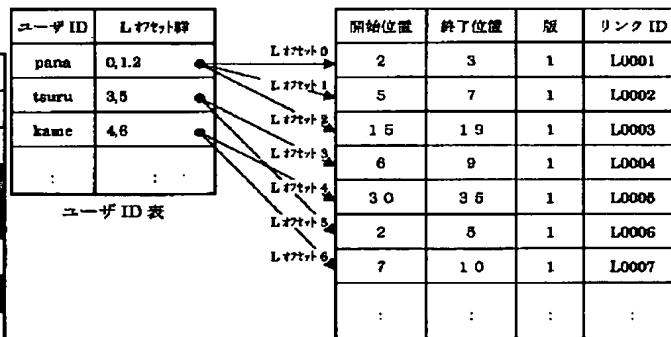 ユーザID Lオフセット群
pana 0,1,2
tsuru 3,5
kame 4,6
: :
ユーザID表
Lオフセット0
Lオフセット1
Lオフセット2
Lオフセット3
Lオフセット4
Lオフセット5
Lオフセット6
開始位置 終了位置 版 リンクID
2 3 1 L0001
5 7 1 L0002
15 19 1 L0003
6 9 1 L0004
30 35 1 L0005
2 5 1 L0006
7 10 1 L0007
: : : :